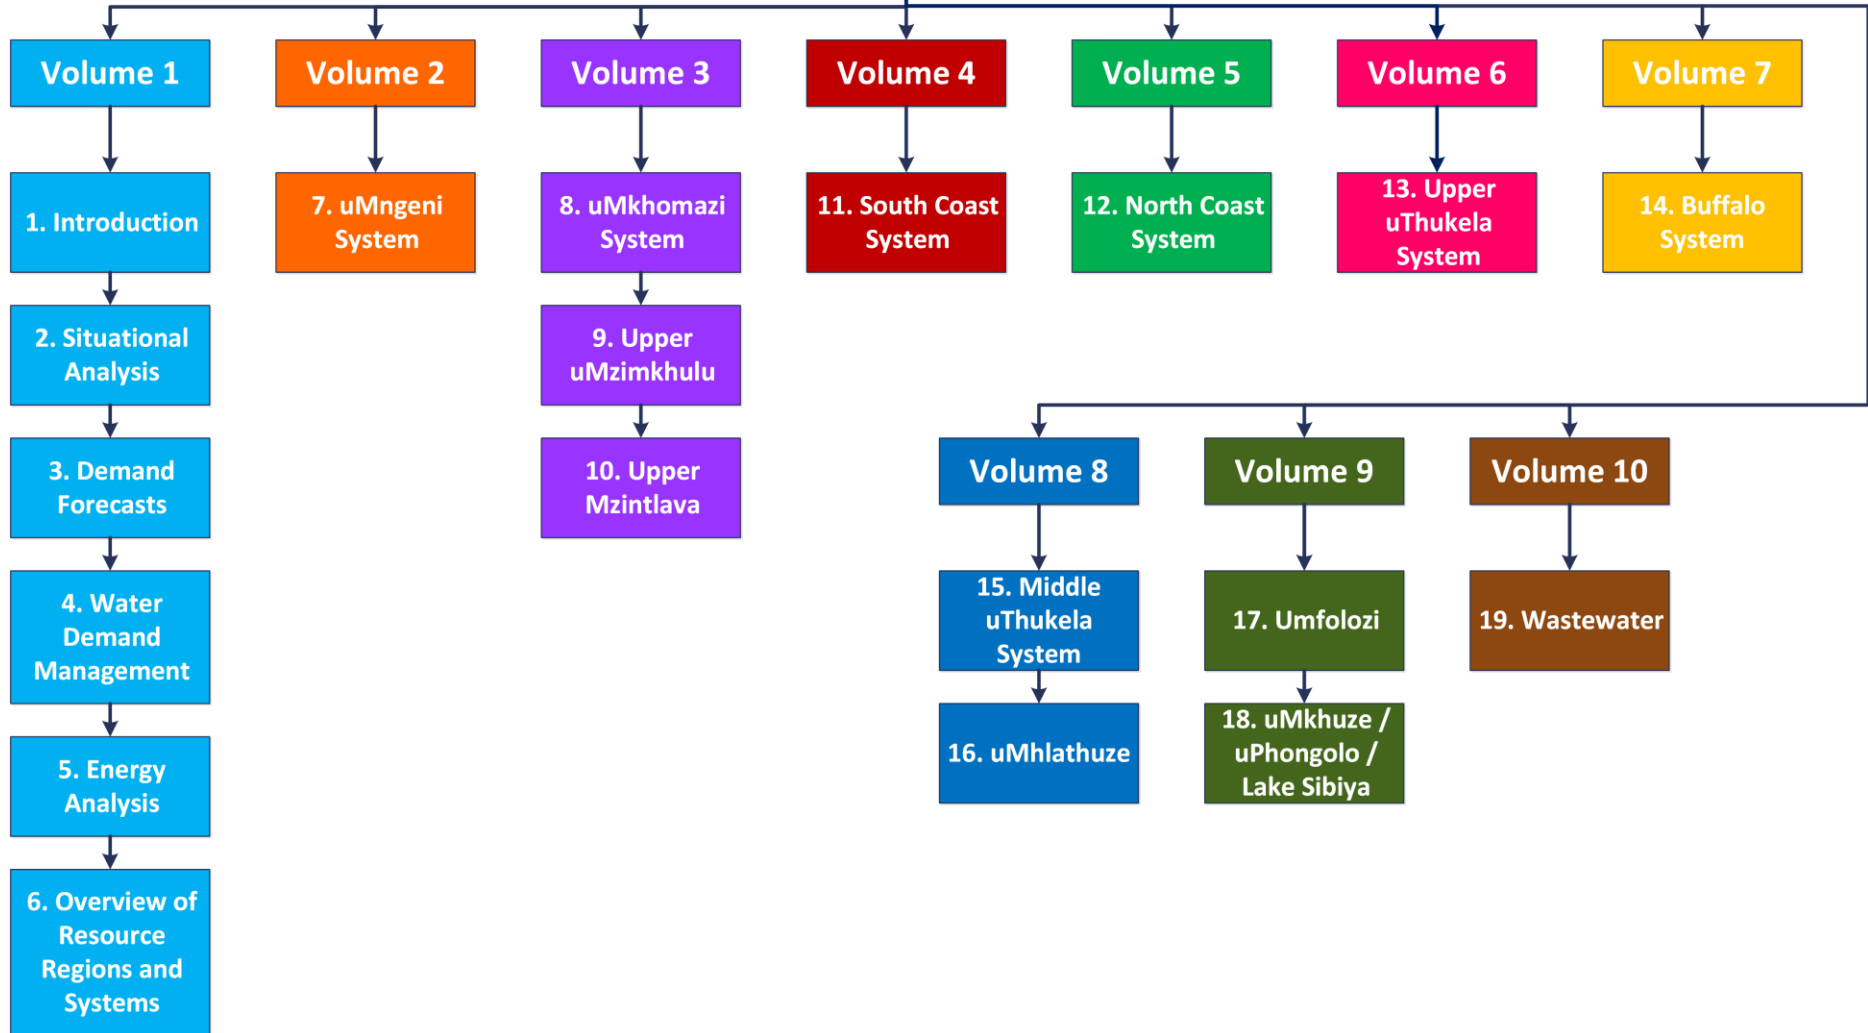 Volume 1
Volume 2
Volume 3
Volume 4
Volume 5
Volume 6
Volume 7
1. Introduction
7. uMngeni
System
8. uMkhomazi
System
11. South Coast
System
12. North Coast
System
13. Upper
uThukela
System
14. Buffalo
System
2. Situational
Analysis
9. Upper
uMzimkhulu
3. Demand
Forecasts
10. Upper
Mzintlava
Volume 8
Volume 9
Volume 10
4. Water
Demand
Management
15. Middle
uThukela
System
17. Umfolozi
19. Wastewater
5. Energy
Analysis
16. uMhlathuze
18. uMkhuze /
uPhongolo /
Lake Sibiya
6. Overview of
Resource
Regions and
Systems